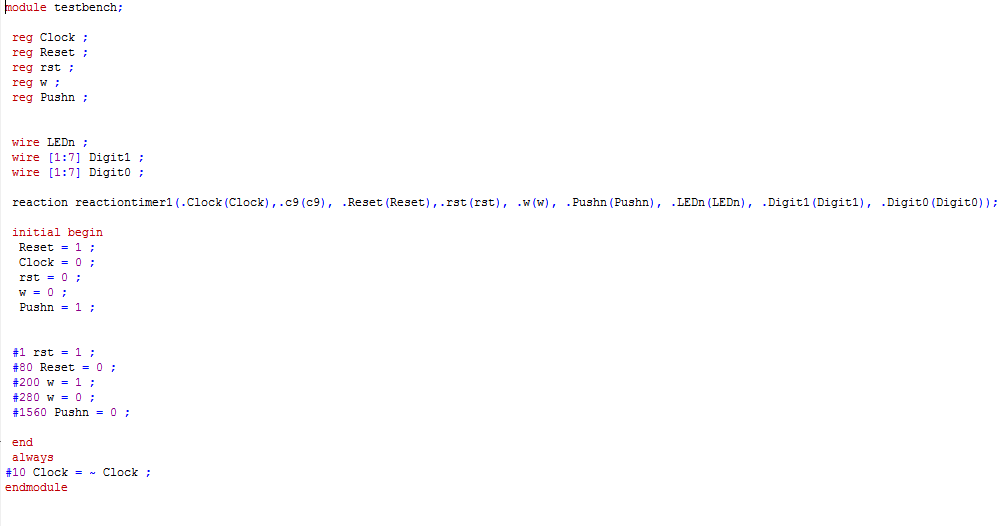 module testbench;
reg Clock ;
reg Reset ;
reg rst ;
reg w ;
reg Pushn ;
wire LEDn ;
wire [1:7] Digit1 ;
wire [1:7] Digit0 ;
reaction reactiontimer1(.Clock(Clock),.c9(c9), .Reset(Reset),.rst(rst), .w(w), .Pushn(Pushn), .LEDn(LEDn), .Digit1(Digit1), .Digit0(Digit0));
initial begin
Reset = 1 ;
Clock = 0 ;
rst = 0 ;
w = 0 ;
Pushn = 1 ;
#1 rst = 1 ;
#80 Reset = 0 ;
#200 w = 1 ;
#280 w = 0 ;
#1560 Pushn = 0 ;
end
always
#10 Clock = ~ Clock ;
endmodule